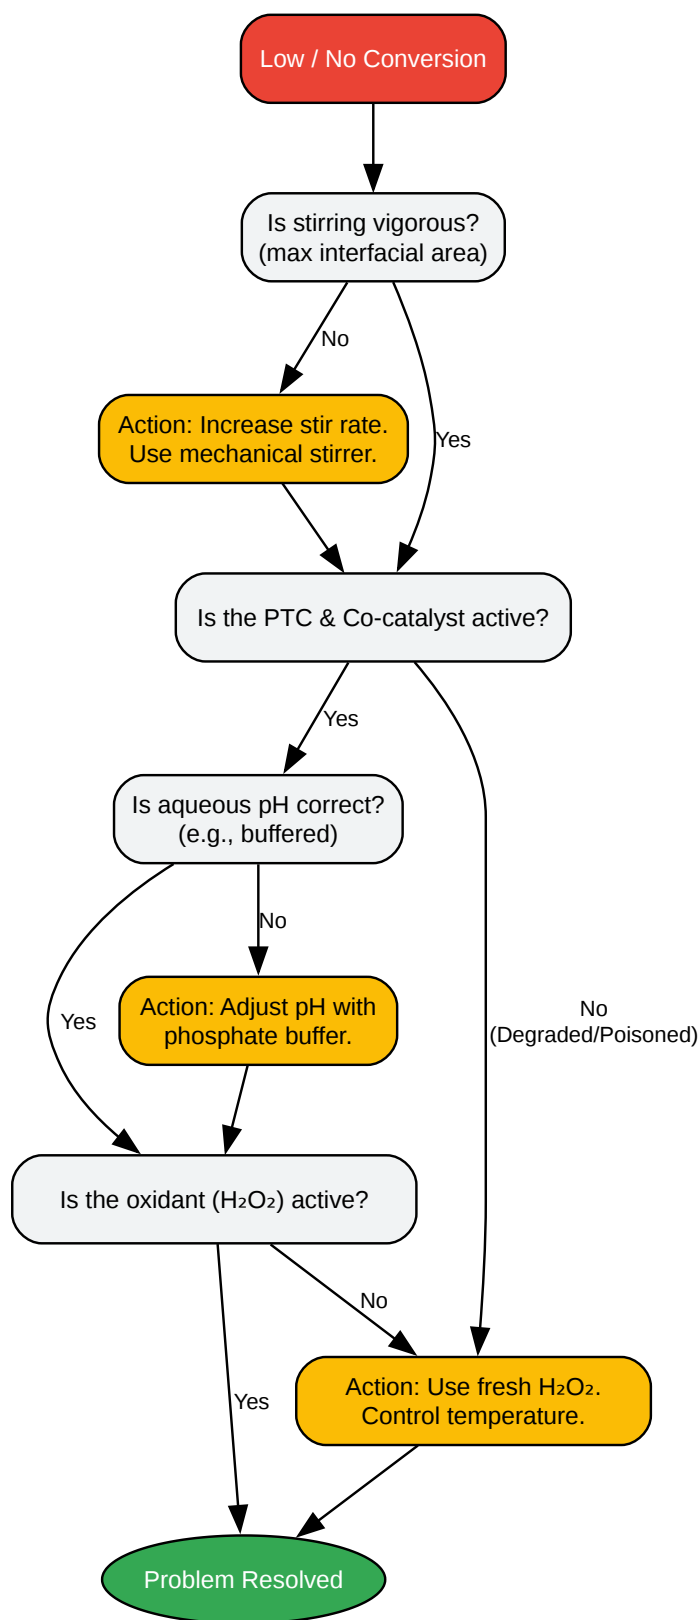 Low / No Conversion
Is stirring vigorous?
(max interfacial area)
No
Action: Increase stir rate.
Use mechanical stirrer.
Yes
Is the PTC & Co-catalyst active?
Yes
Is aqueous pH correct?
(e.g., buffered)
No
Action: Adjust pH with
phosphate buffer.
Yes
No
(Degraded/Poisoned)
Is the oxidant (H₂O₂) active?
No
Action: Use fresh H₂O₂.
Control temperature.
Yes
Problem Resolved